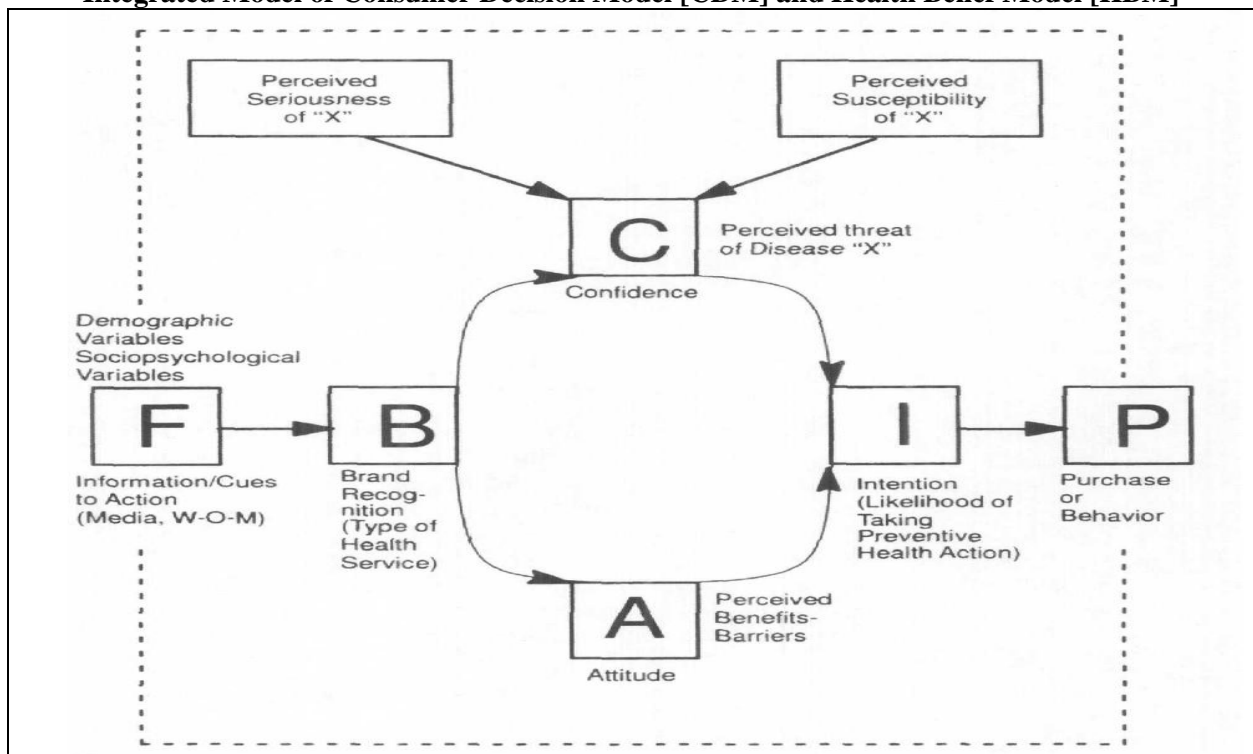 Integrated Model of Consumer Decision Model [CDM] and Health Belief Model [HBM]
Perceived
Seriousness
of "X"
Perceived
Susceptibility
of "X"
C
Perceived threat
of Disease "X"
Confidence
Demographic
Variables
Sociopsychological
Variables
F
B
I
P
Information/Cues
to Action
(Media, W-O-M)
Brand
Recog-
nition
(Type of
Health
Service)
Intention
(Likelihood of
Taking
Preventive
Health Action)
Purchase
or
Behavior
A
Perceived
Benefits-
Barriers
Attitude